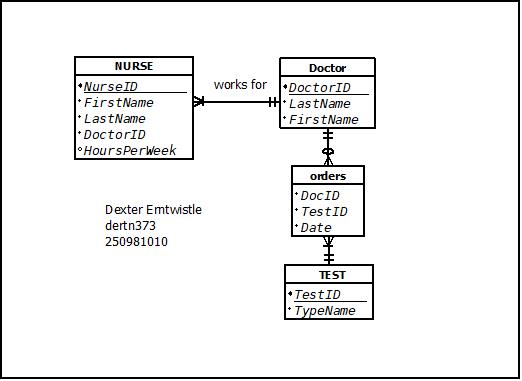 NURSE
NurseID
FirstName
LastName
DoctorID
HoursPerWeek
works for
Doctor
DoctorID
LastName
FirstName
orders
DocID
TestID
Date
Dexter Erntwistle
dertn373
250981010
TEST
TestID
TypeName